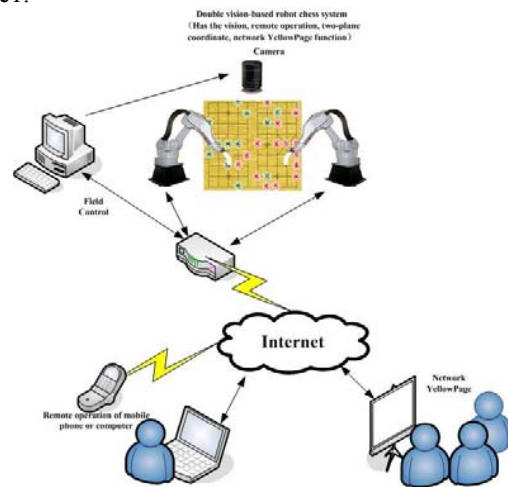 Double vision-based robot chess system
(Has the vision, remote operation, two-plane
coordinate, network YellowPage function)
Camera
Field
Control
Internet
Network
YellowPage
Remote operation of mobile
phone or computer